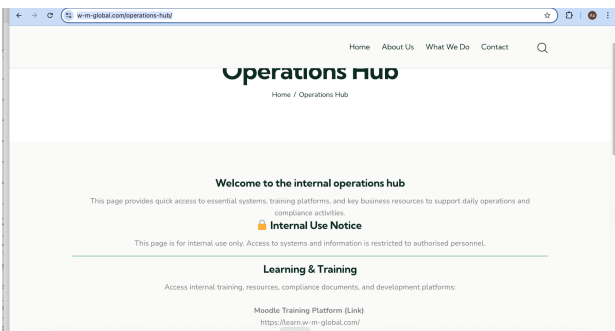 w-m-global.com/operations-hub/
Home About Us What We Do Contact
Operations Hub
Home / Operations Hub
Welcome to the internal operations hub
This page provides quick access to essential systems, training platforms, and key business resources to support daily operations and
compliance activities.
🔒 Internal Use Notice
This page is for internal use only. Access to systems and information is restricted to authorised personnel.
Learning & Training
Access internal training, resources, compliance documents, and development platforms:
Moodle Training Platform (Link)
https://learn.w-m-global.com/